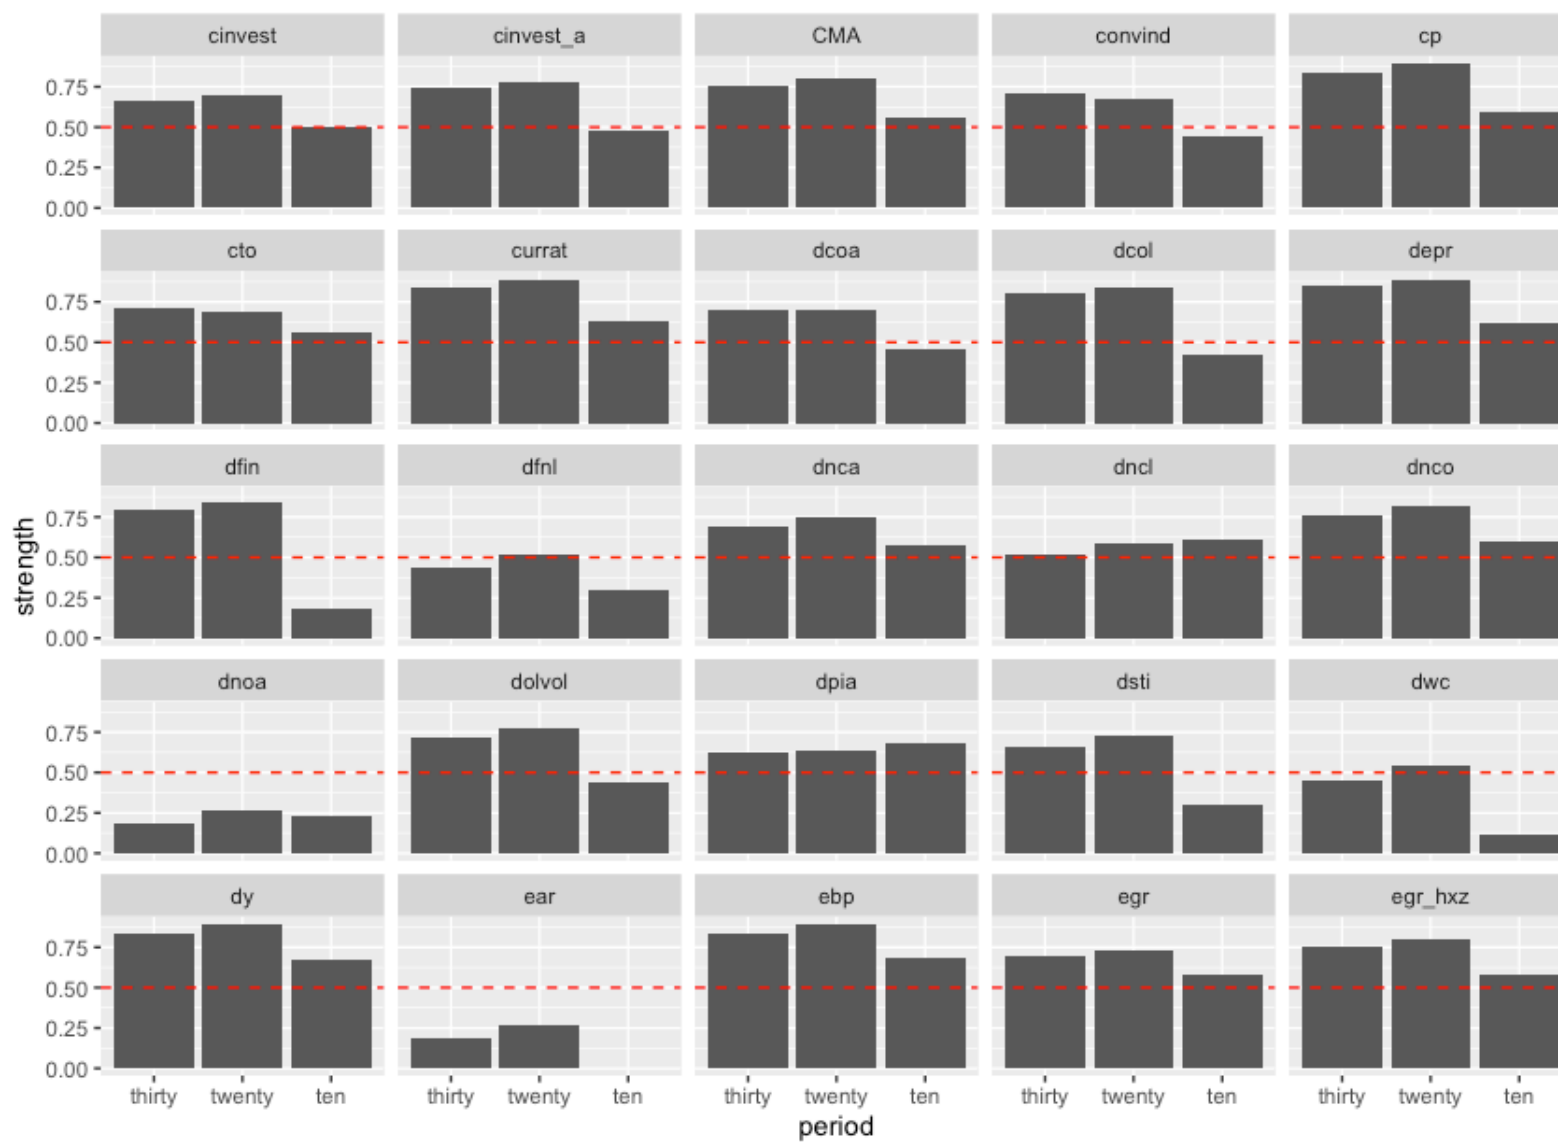 cinvest cinvest_a CMA convind cp
0.75
0.50
0.25
0.00
cto currat dcoa dcol depr
0.75
0.50
0.25
0.00
dfin dfnl dnca dncl dnco
0.75
0.50
0.25
0.00
strength
dnoa dolvol dpia dsti dwc
0.75
0.50
0.25
0.00
dy ear ebp egr egr_hxz
0.75
0.50
0.25
0.00
thirty twenty ten thirty twenty ten thirty twenty ten thirty twenty ten thirty twenty ten
period